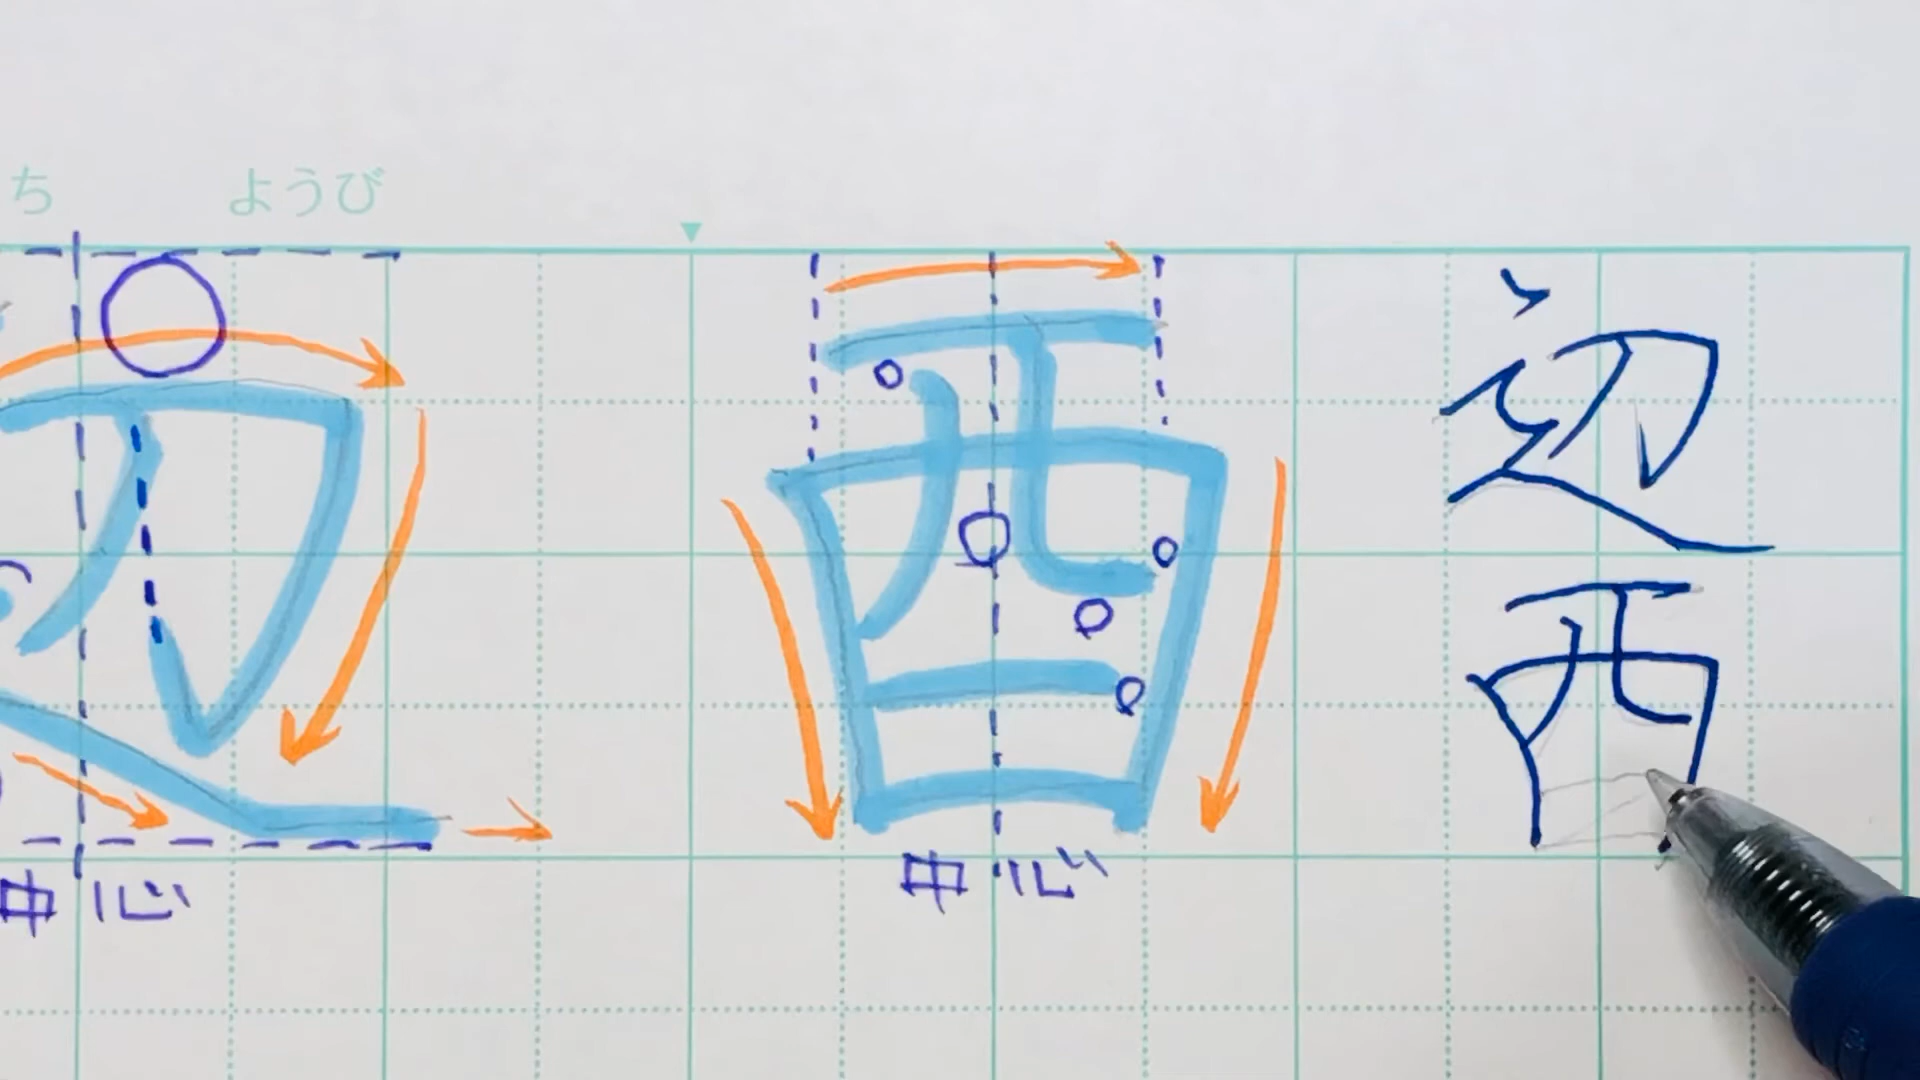 ち ようび
辺 酉 辺
酉
中心 中心